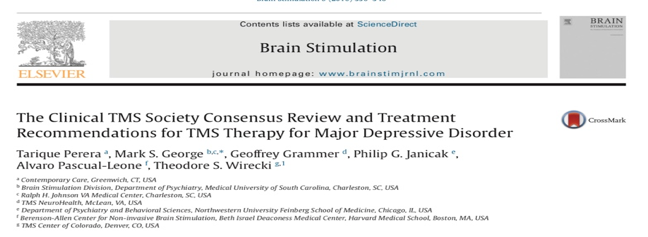 Contents lists available at ScienceDirect
BRAIN
STIMULATION
Brain Stimulation
ELSEVIER
journal homepage: www.brainstimjrnl.com
The Clinical TMS Society Consensus Review and Treatment
Recommendations for TMS Therapy for Major Depressive Disorder
CrossMark
Tarique Perera a, Mark S. George b,c,*, Geoffrey Grammer d, Philip G. Janicak e,
Alvaro Pascual-Leone f, Theodore S. Wirecki g,1
a Contemporary Care, Greenwich, CT, USA
b Brain Stimulation Division, Department of Psychiatry, Medical University of South Carolina, Charleston, SC, USA
c Ralph H. Johnson VA Medical Center, Charleston, SC, USA
d TMS NeuroHealth, McLean, VA, USA
e Department of Psychiatry and Behavioral Sciences, Northwestern University Feinberg School of Medicine, Chicago, IL, USA
f Berenson-Allen Center for Non-invasive Brain Stimulation, Beth Israel Deaconess Medical Center, Harvard Medical School, Boston, MA, USA
g TMS Center of Colorado, Denver, CO, USA